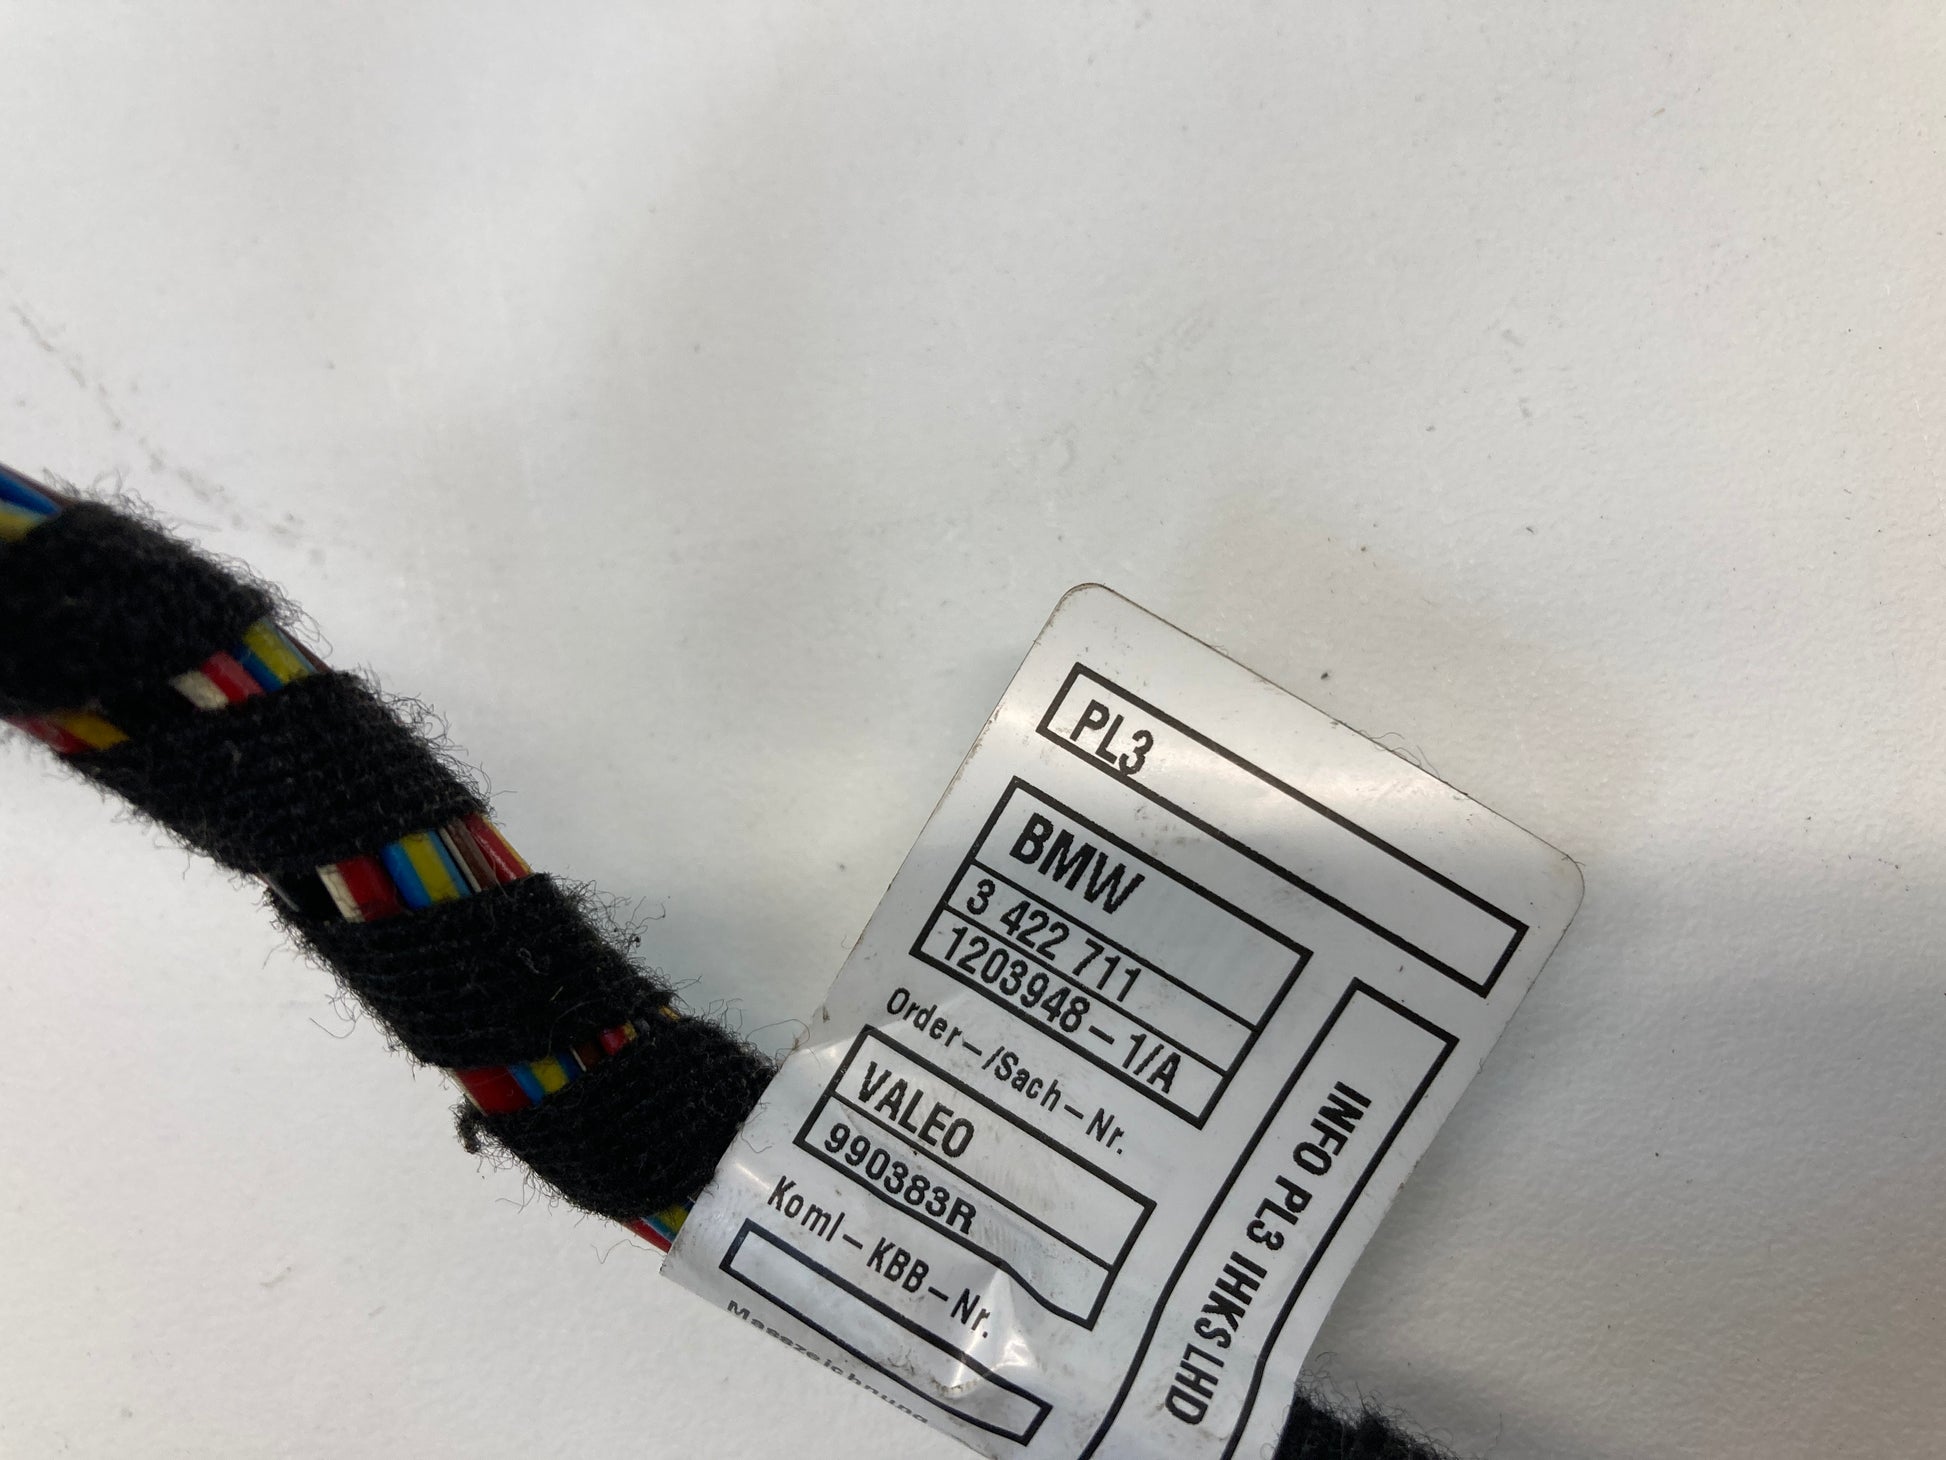 PL3
BMW
3 422 711
1203948-1/A
Order-/Sach-Nr.
VALEO
990383R
Koml-KBB-Nr.
Masszeichnung
INFO PL3 IHKS LHD